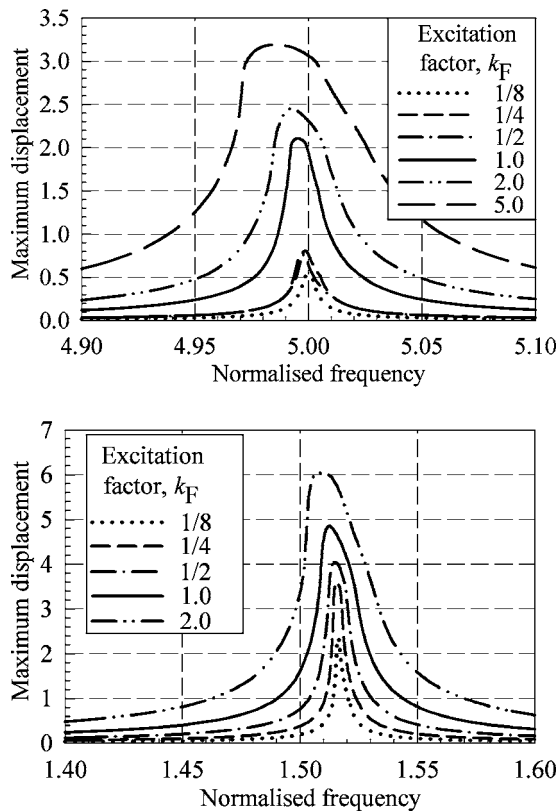 Maximum displacement
3.5
3.0
2.5
2.0
1.5
1.0
0.5
0.0
Excitation
factor, kF
1/8
1/4
1/2
1.0
2.0
5.0
4.90 4.95 5.00 5.05 5.10
Normalised frequency
Maximum displacement
7
6
5
4
3
2
1
0
Excitation
factor, kF
1/8
1/4
1/2
1.0
2.0
1.40 1.45 1.50 1.55 1.60
Normalised frequency